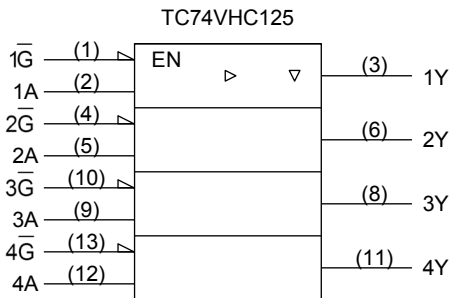 TC74VHC125
1G̅ (1) EN (3) 1Y
1A (2)
2G̅ (4) (6) 2Y
2A (5)
3G̅ (10) (8) 3Y
3A (9)
4G̅ (13) (11) 4Y
4A (12)